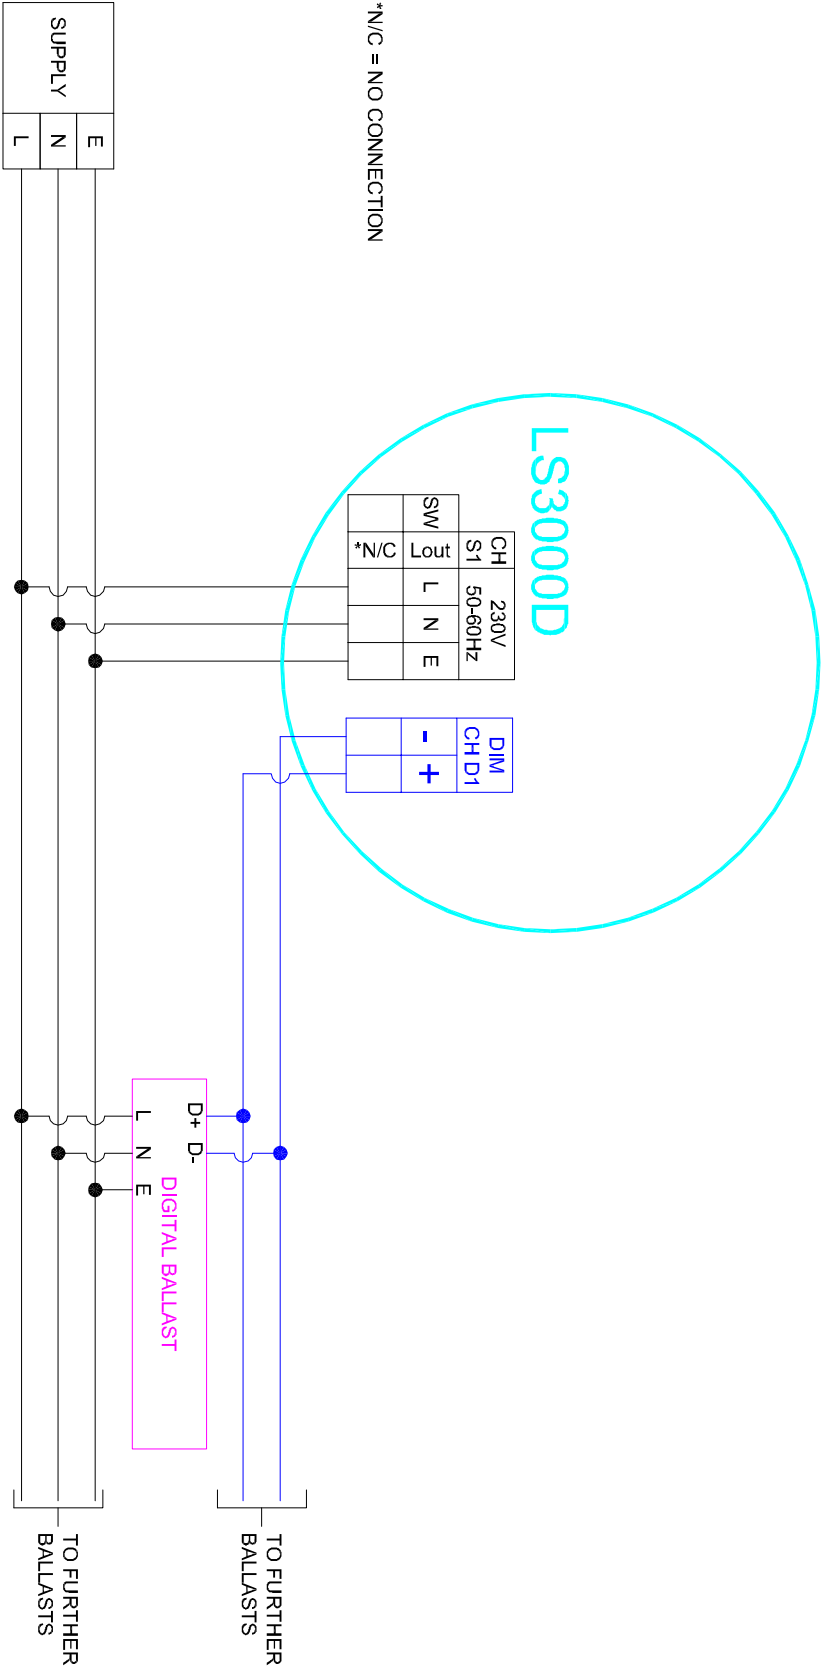 LS3000D
CH
S1
230V
50-60Hz
SW
Lout
L
N
E
*N/C
DIM
CH D1
-
+
*N/C = NO CONNECTION
D+
D-
DIGITAL BALLAST
L
N
E
TO FURTHER
BALLASTS
SUPPLY
E
N
L
TO FURTHER
BALLASTS